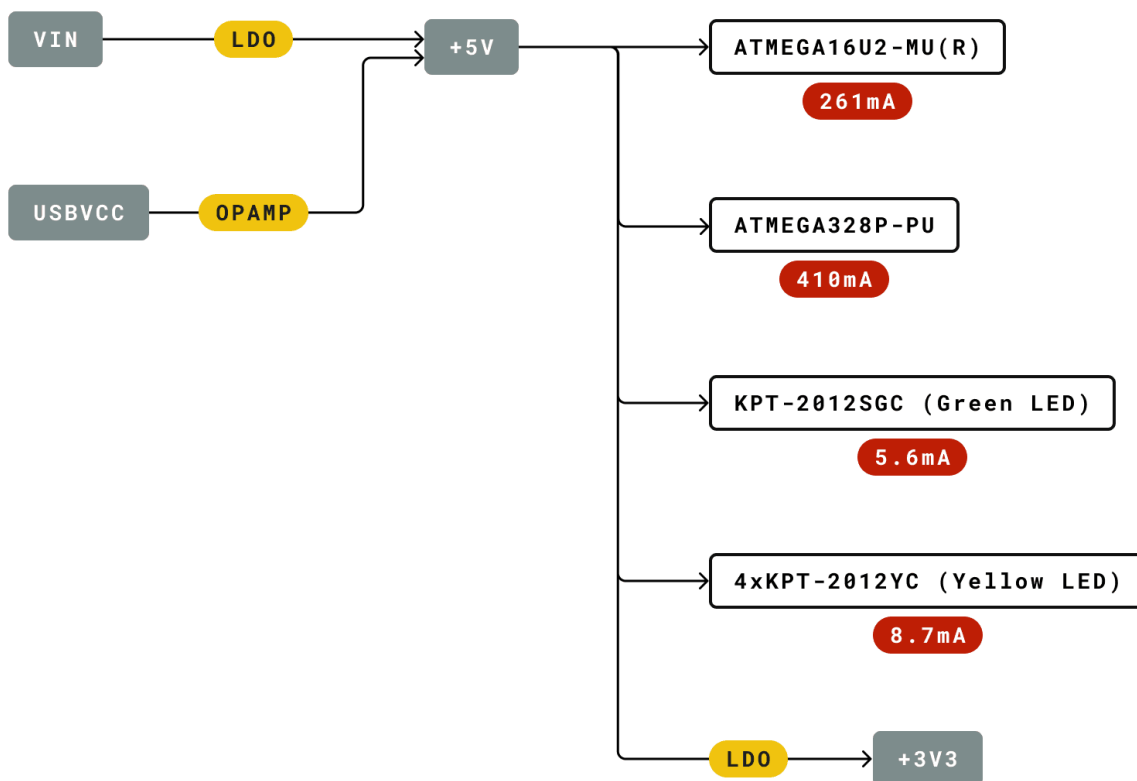 VIN
LDO
+5V
ATMEGA16U2-MU(R)
261mA
USBVCC
OPAMP
ATMEGA328P-PU
410mA
KPT-2012SGC (Green LED)
5.6mA
4xKPT-2012YC (Yellow LED)
8.7mA
LDO
+3V3